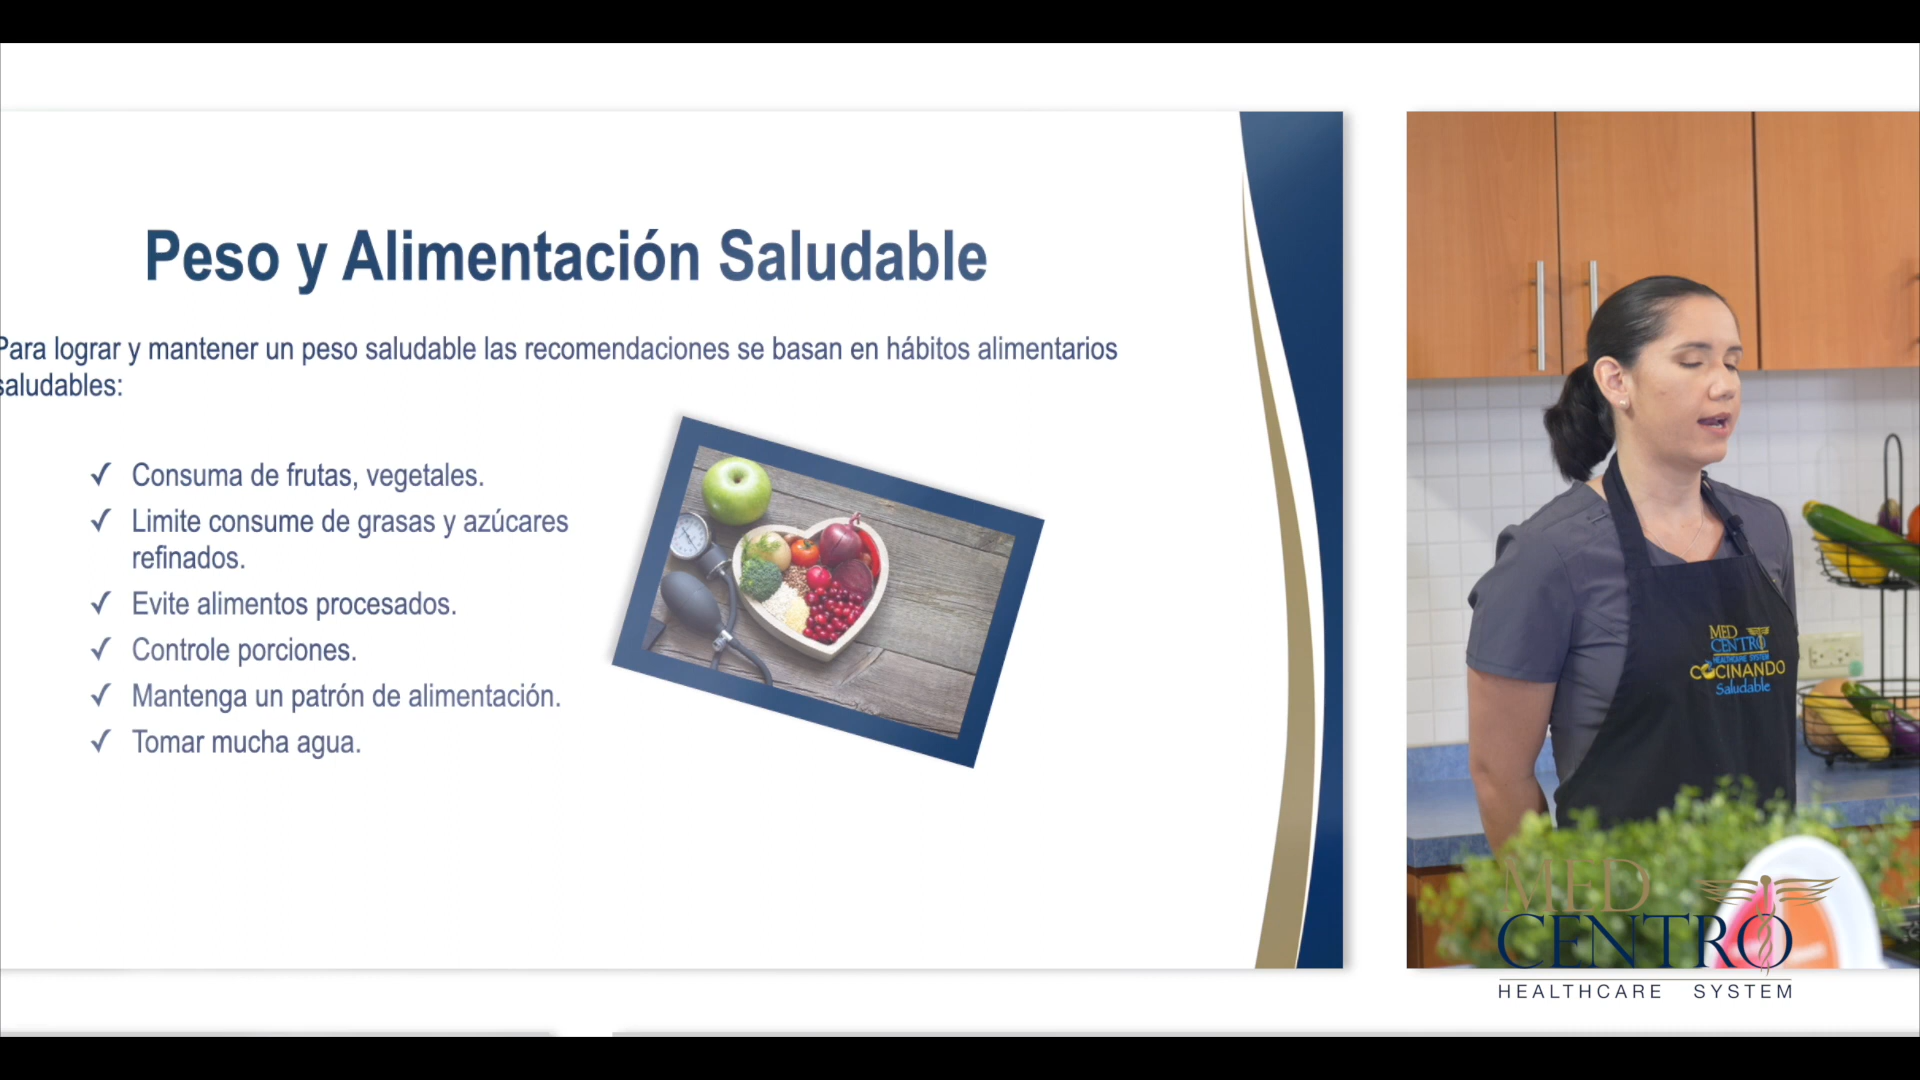 Peso y Alimentación Saludable
Para lograr y mantener un peso saludable las recomendaciones se basan en hábitos alimentarios
saludables:
✓ Consuma de frutas, vegetales.
✓ Limite consume de grasas y azúcares
refinados.
✓ Evite alimentos procesados.
✓ Controle porciones.
✓ Mantenga un patrón de alimentación.
✓ Tomar mucha agua.
MED
CENTRO
HEALTHCARE SYSTEM
COCINANDO
Saludable
MED
CENTRO
HEALTHCARE SYSTEM